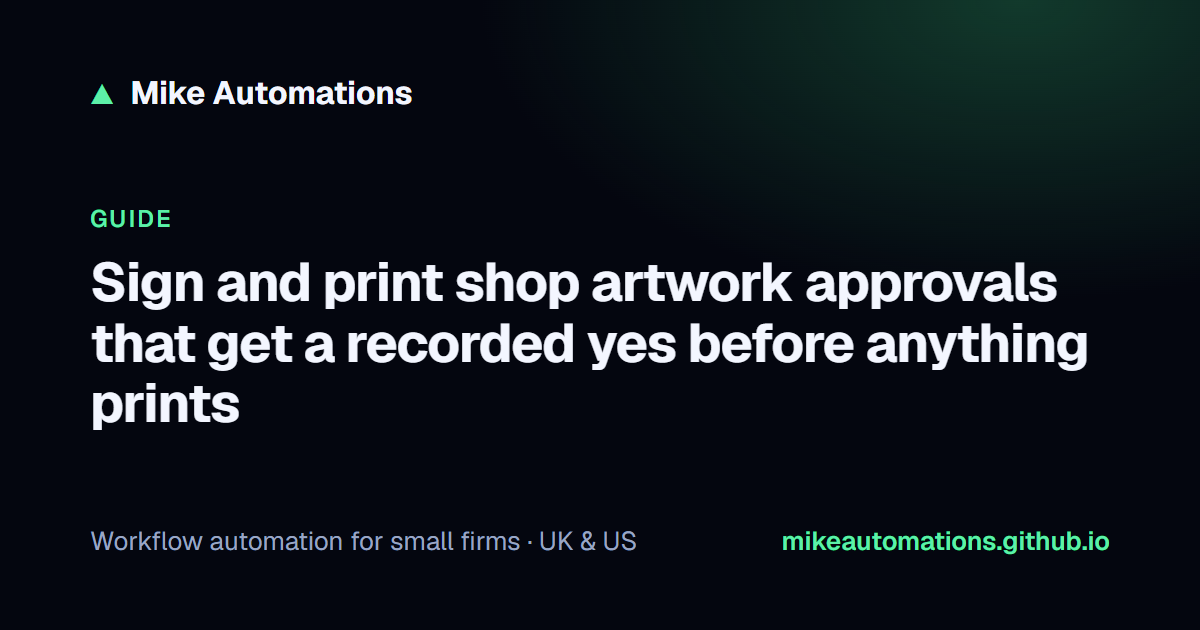 Mike Automations
GUIDE
Sign and print shop artwork approvals
that get a recorded yes before anything
prints
Workflow automation for small firms · UK & US
mikeautomations.github.io